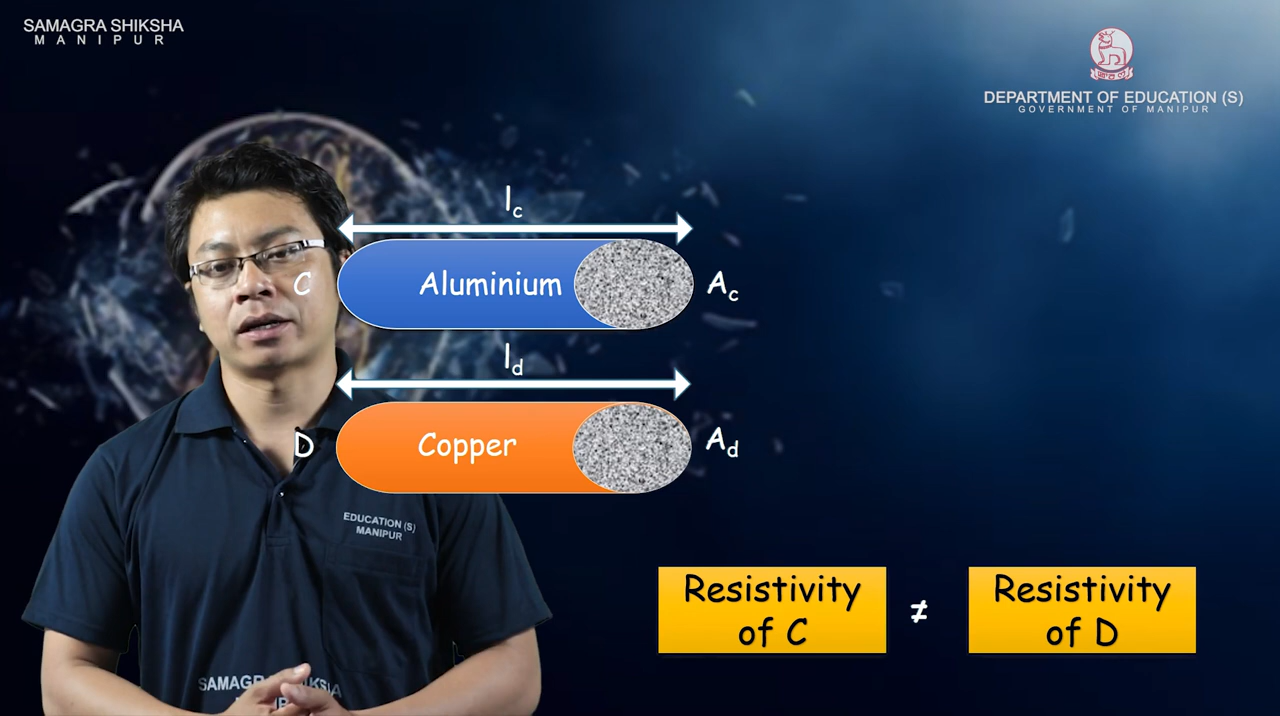 SAMAGRA SHIKSHA
MANIPUR
DEPARTMENT OF EDUCATION (S)
GOVERNMENT OF MANIPUR
lc
C
Aluminium
Ac
ld
D
Copper
Ad
EDUCATION (S)
MANIPUR
Resistivity
of C
≠
Resistivity
of D